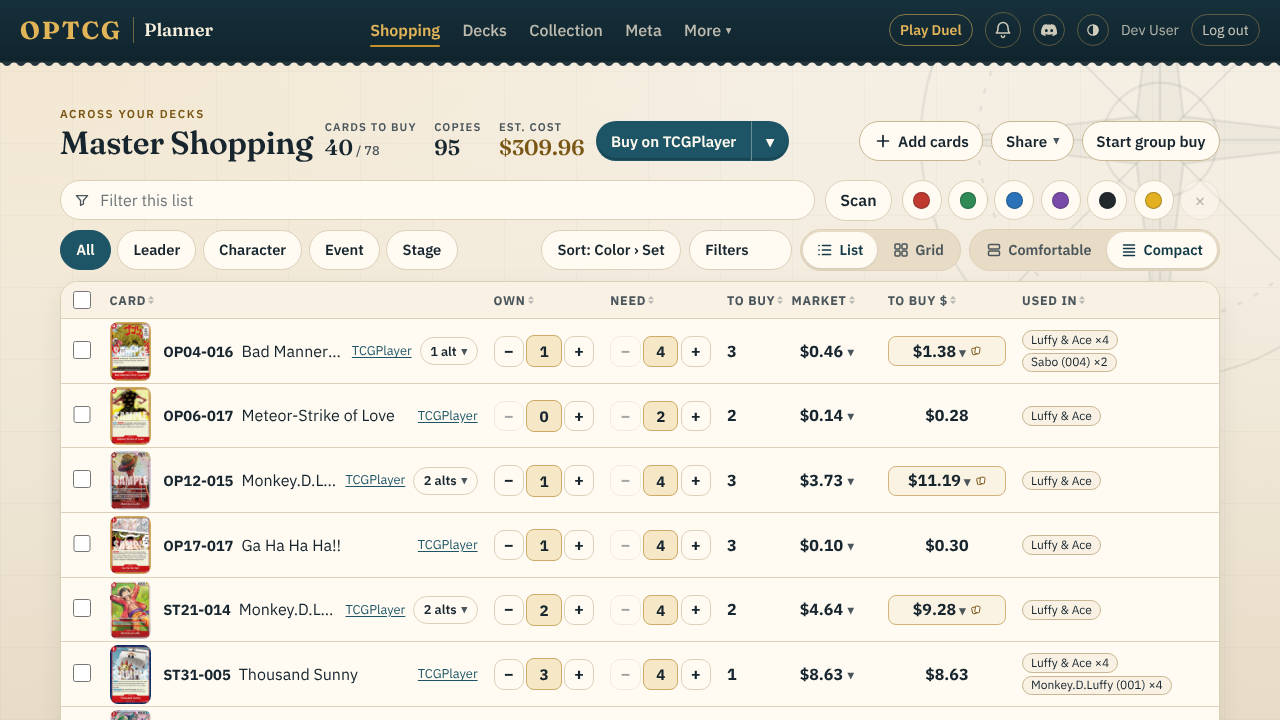 OPTCG Planner
Shopping Decks Collection Meta More ▾
Play Duel Dev User Log out
ACROSS YOUR DECKS
Master Shopping
CARDS TO BUY
40 / 78
COPIES
95
EST. COST
$309.96
Buy on TCGPlayer ▼
+ Add cards
Share ▾
Start group buy
Filter this list
Scan
×
All Leader Character Event Stage
Sort: Color › Set
Filters
List Grid
Comfortable Compact
CARD OWN NEED TO BUY MARKET TO BUY $ USED IN
OP04-016 Bad Manner... TCGPlayer 1 alt ▾ − 1 + − 4 + 3 $0.46 ▾ $1.38 ▾ Luffy & Ace ×4
Sabo (004) ×2
OP06-017 Meteor-Strike of Love TCGPlayer − 0 + − 2 + 2 $0.14 ▾ $0.28 Luffy & Ace
OP12-015 Monkey.D.L... TCGPlayer 2 alts ▾ − 1 + − 4 + 3 $3.73 ▾ $11.19 ▾ Luffy & Ace
SAMPLE
OP17-017 Ga Ha Ha Ha!! TCGPlayer − 1 + − 4 + 3 $0.10 ▾ $0.30 Luffy & Ace
ST21-014 Monkey.D.L... TCGPlayer 2 alts ▾ − 2 + − 4 + 2 $4.64 ▾ $9.28 ▾ Luffy & Ace
ST31-005 Thousand Sunny TCGPlayer − 3 + − 4 + 1 $8.63 ▾ $8.63 Luffy & Ace ×4
Monkey.D.Luffy (001) ×4